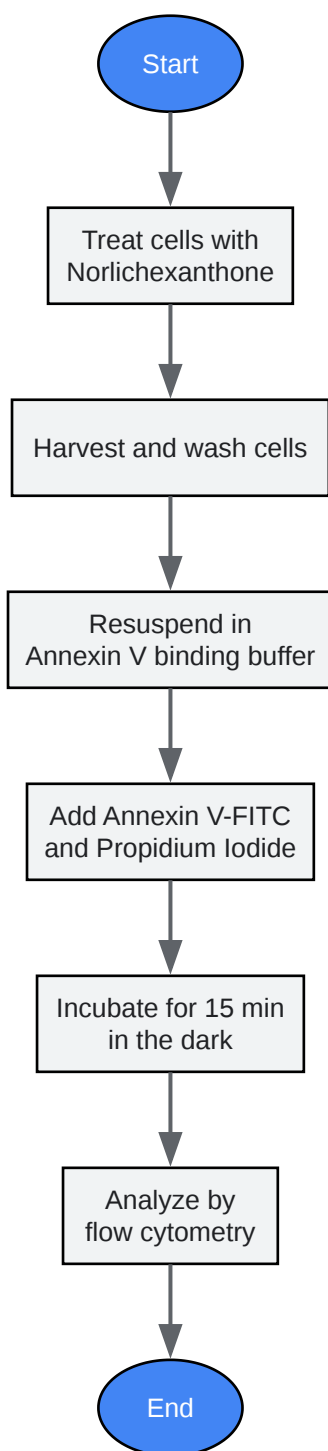 Start
Treat cells with
Norlichexanthone
Harvest and wash cells
Resuspend in
Annexin V binding buffer
Add Annexin V-FITC
and Propidium Iodide
Incubate for 15 min
in the dark
Analyze by
flow cytometry
End